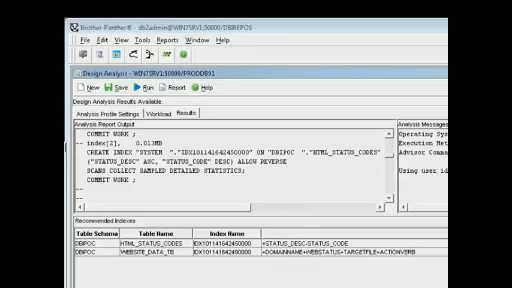 Brother-Panther® - db2admin@WIN7SRV1:50000/DBIREPOS
File Edit View Tools Reports Window Help
Design Analysis - WIN7SRV1:50000/PRODDB91
New Save Run Report Help
Design Analysis Results Available.
Analysis Profile Settings Workload Results
Analysis Report Output Analysis Messages
COMMIT WORK ;
-- index[2], 0.013MB
CREATE INDEX "SYSTEM "."IDX101141642450000" ON "DBIPOC "."HTML_STATUS_CODES"
("STATUS_DESC" ASC, "STATUS_CODE" DESC) ALLOW REVERSE
SCANS COLLECT SAMPLED DETAILED STATISTICS;
COMMIT WORK ;
Operating Sys
Execution Met
Advisor Comma
Using user id
Recommended Indexes
Table Schema Table Name Index Name
DBIPOC HTML_STATUS_CODES IDX101141642450000 +STATUS_DESC-STATUS_CODE
DBIPOC WEBSITE_DATA_TB IDX101141642490000 +DOMAINNAME+WEBSTATUS+TARGETFILE+ACTIONVERB